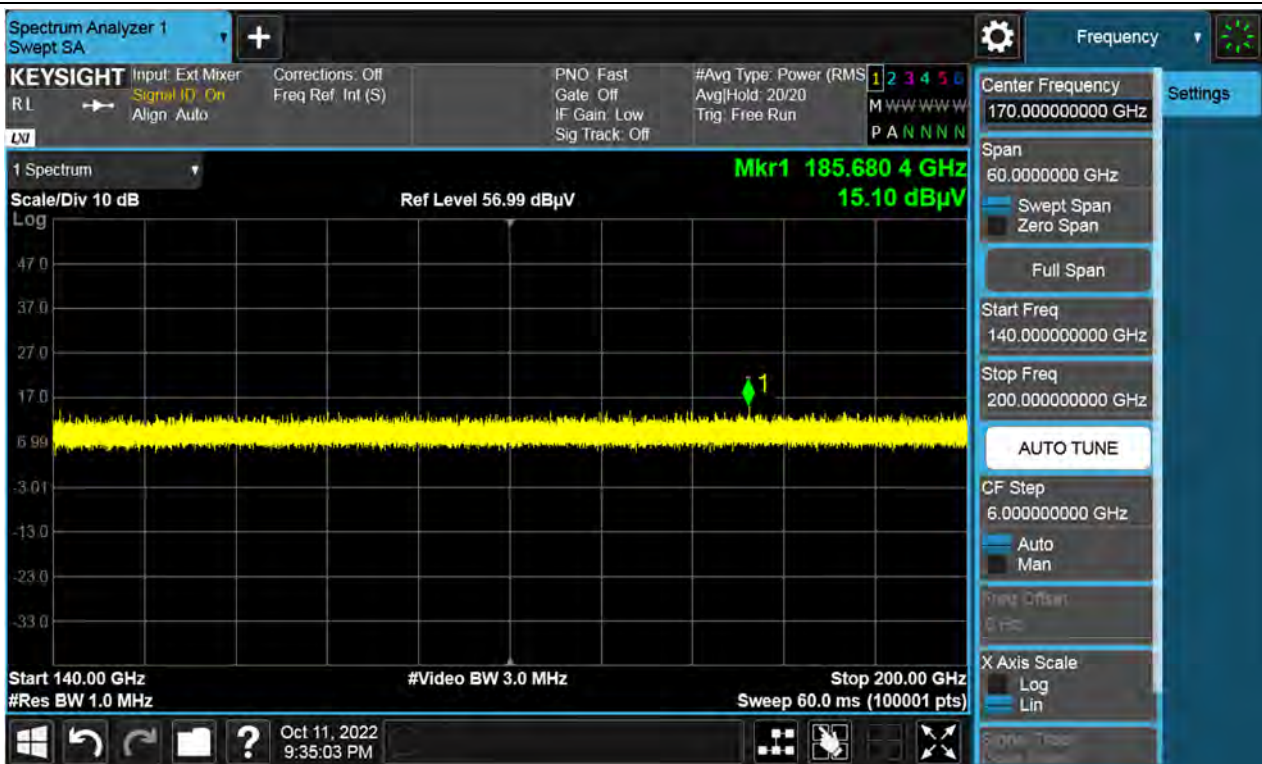 Spectrum Analyzer 1
Swept SA
+
Frequency
KEYSIGHT
RL
LXI
Input: Ext Mixer
Signal ID: On
Align: Auto
Corrections: Off
Freq Ref: Int (S)
PNO: Fast
Gate: Off
IF Gain: Low
Sig Track: Off
#Avg Type: Power (RMS
Avg|Hold: 20/20
Trig: Free Run
1 2 3 4 5 6
M W W W W W
P A N N N N
1 Spectrum
Scale/Div 10 dB
Log
Ref Level 56.99 dBµV
Mkr1 185.680 4 GHz
15.10 dBµV
47.0
37.0
27.0
17.0
6.99
-3.01
-13.0
-23.0
-33.0
1
Start 140.00 GHz
#Res BW 1.0 MHz
#Video BW 3.0 MHz
Stop 200.00 GHz
Sweep 60.0 ms (100001 pts)
Center Frequency
170.000000000 GHz
Settings
Span
60.0000000 GHz
Swept Span
Zero Span
Full Span
Start Freq
140.000000000 GHz
Stop Freq
200.000000000 GHz
AUTO TUNE
CF Step
6.000000000 GHz
Auto
Man
Freq Offset
0 Hz
X Axis Scale
Log
Lin
?
Oct 11, 2022
9:35:03 PM